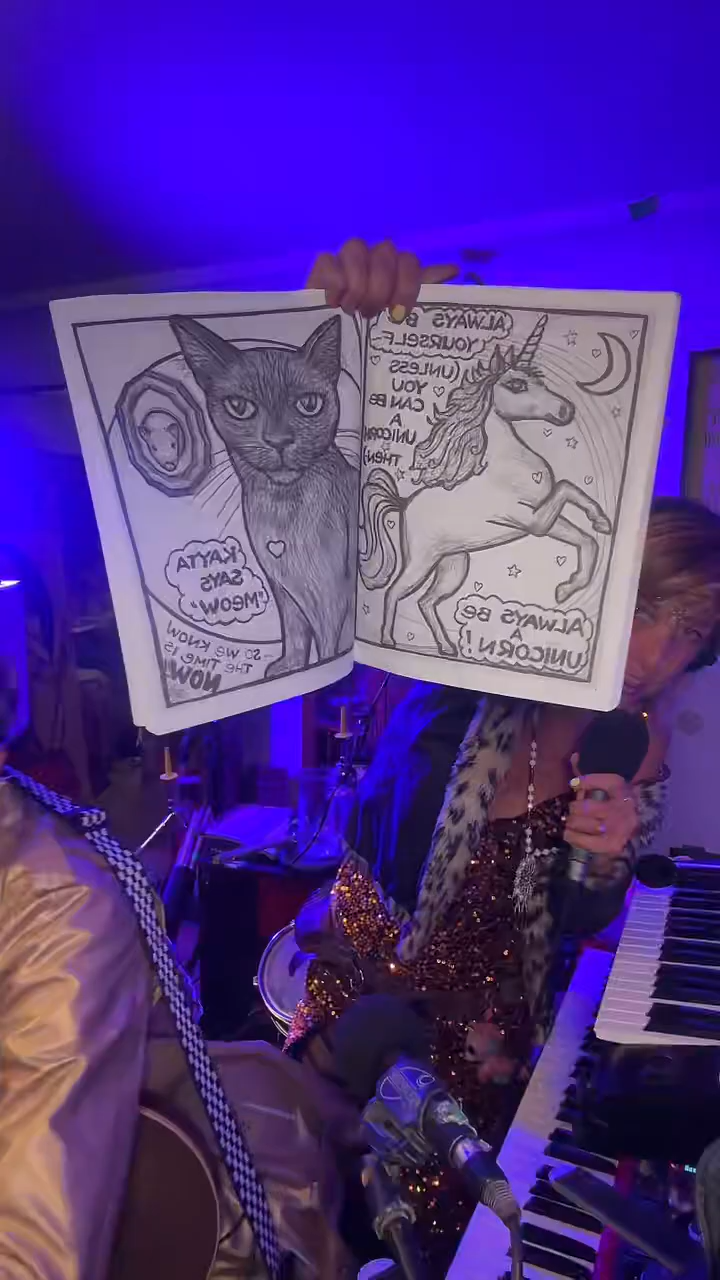 KAYTA
SAYS
"MEOW"
SO WE KNOW
THE TIME IS
NOW!
ALWAYS BE
YOURSELF
(UNLESS
YOU
CAN BE
A
UNICORN
THEN)
ALWAYS BE
A
UNICORN!